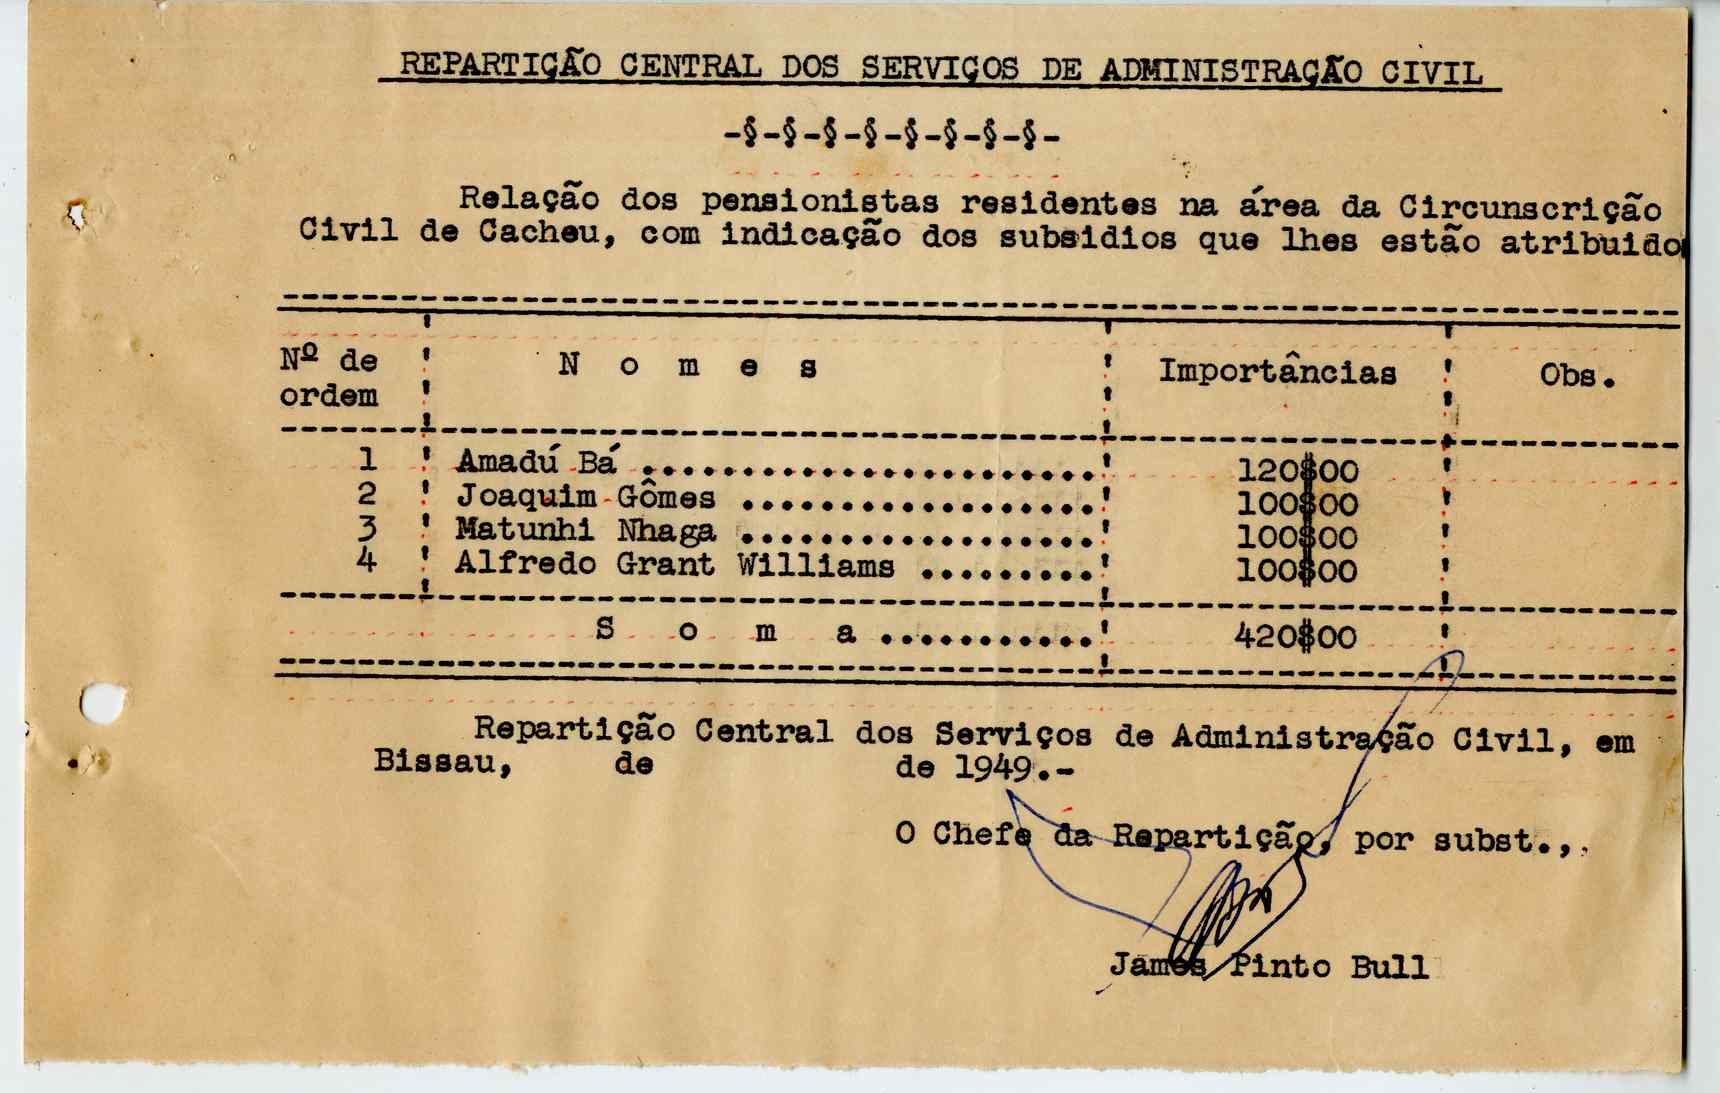 REPARTIÇÃO CENTRAL DOS SERVIÇOS DE ADMINISTRAÇÃO CIVIL
-§-§-§-§-§-§-§-§-
Relação dos pensionistas residentes na área da Circunscrição
Civil de Cacheu, com indicação dos subsidios que lhes estão atribuido
Nº de ordem ! N o m e s ! Importâncias ! Obs.
1 ! Amadú Bá ......................! 120$00 !
2 ! Joaquim Gômes ..................! 100$00 !
3 ! Matunhi Nhaga ..................! 100$00 !
4 ! Alfredo Grant Williams .........! 100$00 !
S o m a ...........! 420$00 !
Repartição Central dos Serviços de Administração Civil, em
Bissau, de de 1949.-
O Chefe da Repartição, por subst.,.
James Pinto Bull